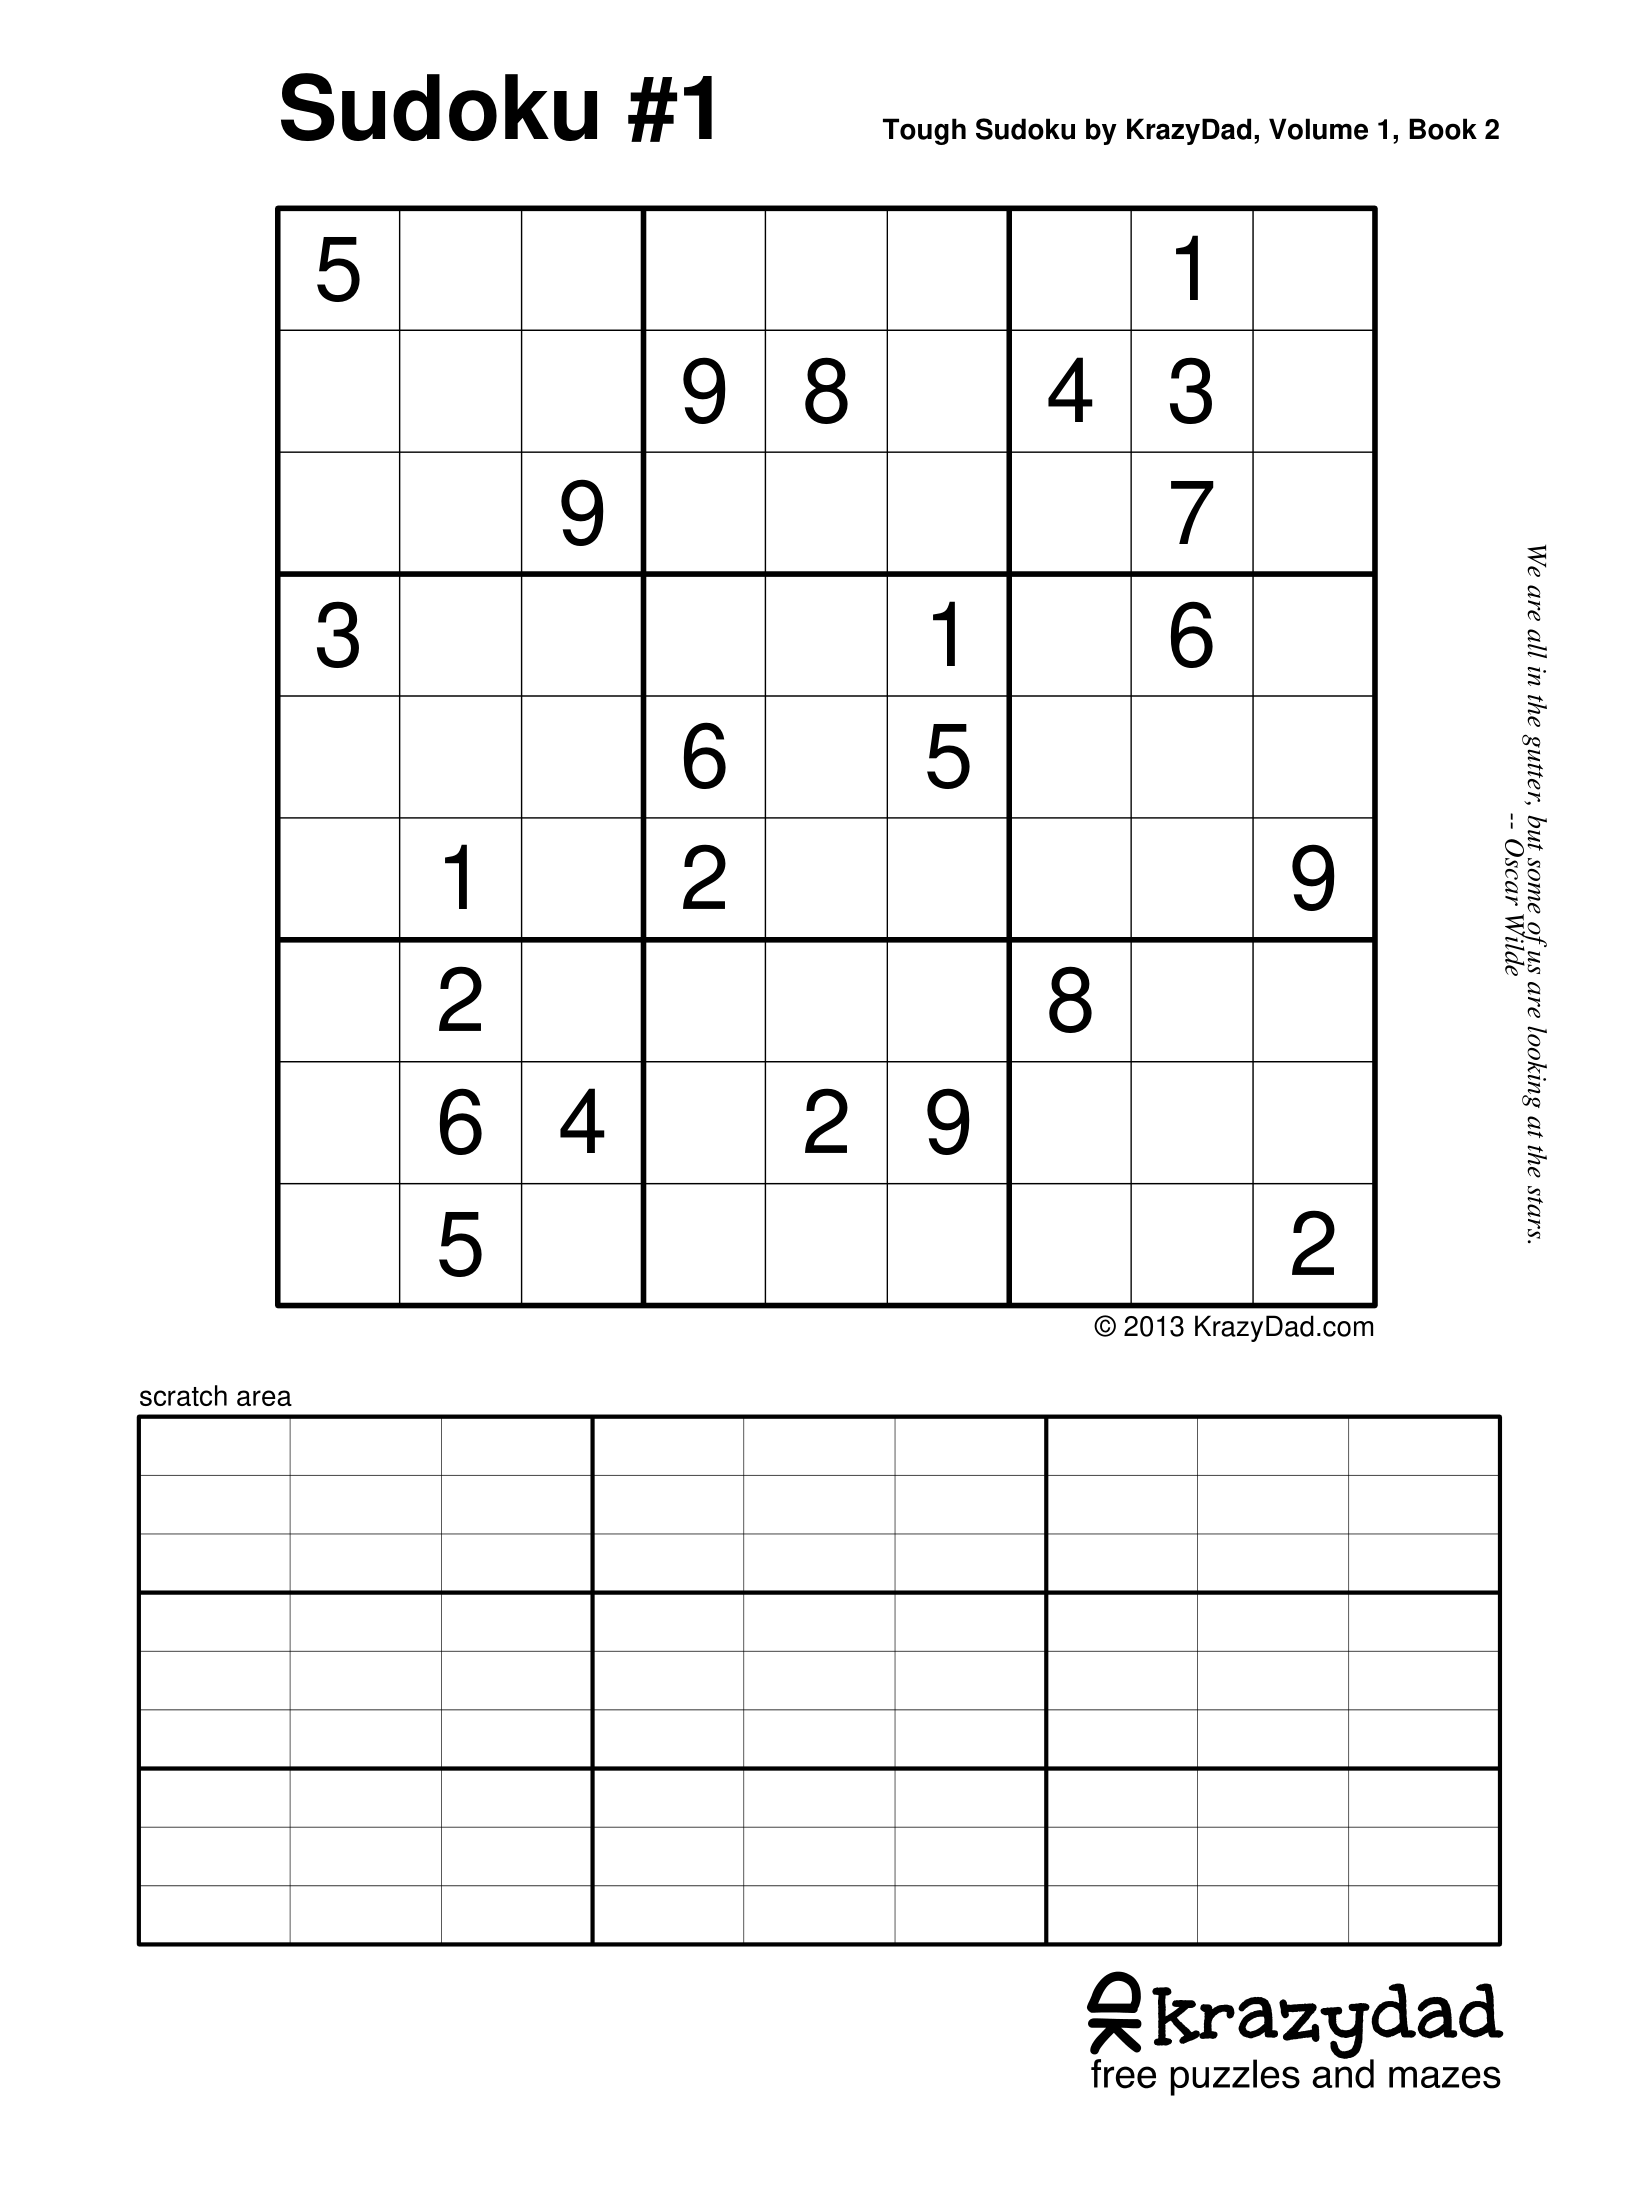 Sudoku #1
Tough Sudoku by KrazyDad, Volume 1, Book 2
5 1
9 8 4 3
9 7
3 1 6
6 5
1 2 9
2 8
6 4 2 9
5 2
We are all in the gutter, but some of us are looking at the stars.
-- Oscar Wilde
© 2013 KrazyDad.com
scratch area
KD krazydad
free puzzles and mazes